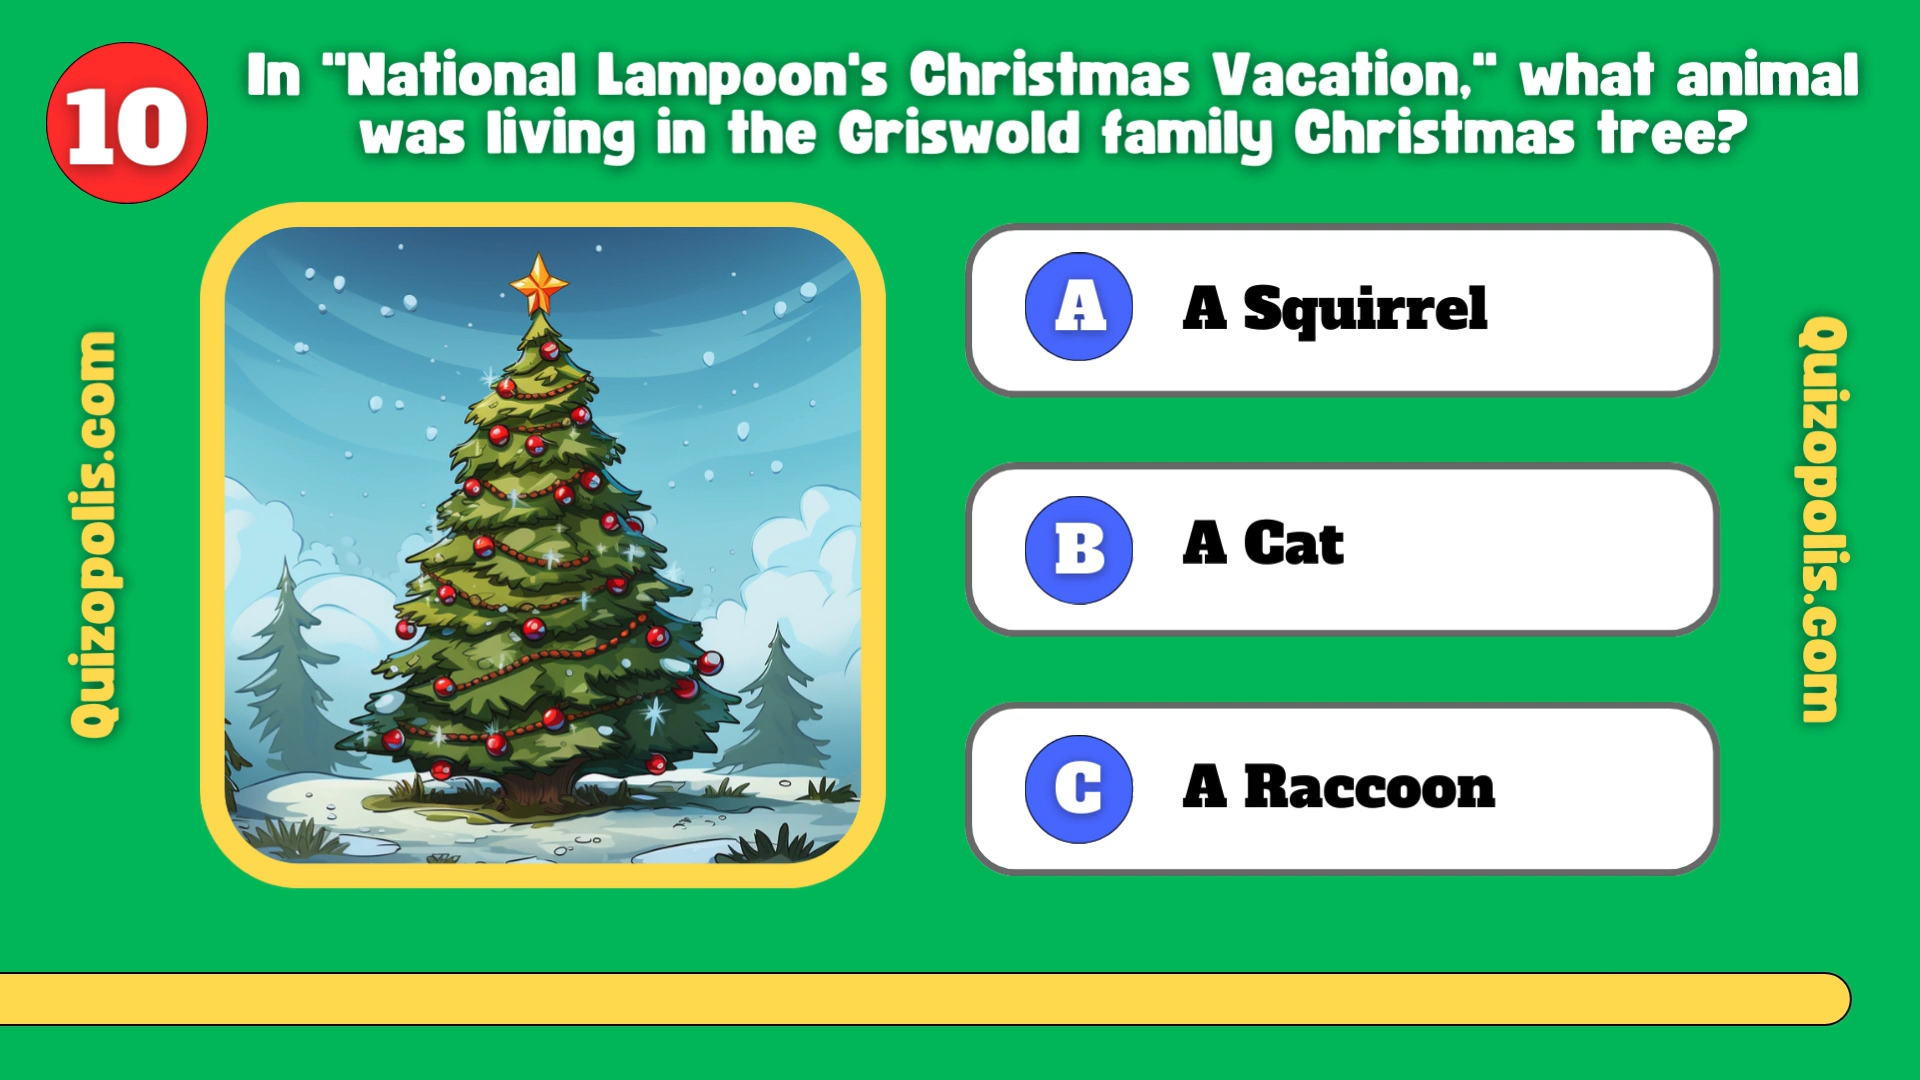 10
In "National Lampoon's Christmas Vacation," what animal
was living in the Griswold family Christmas tree?
Quizopolis.com
A A Squirrel
B A Cat
C A Raccoon
Quizopolis.com